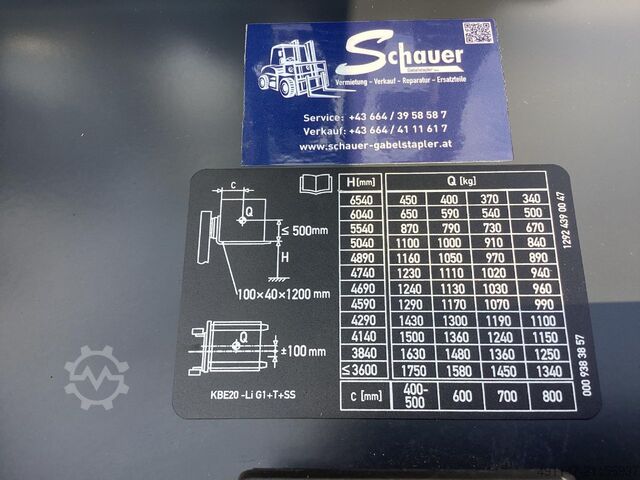 Schauer
Gabelstapler
Vermietung - Verkauf - Reparatur - Ersatzteile
Service: +43 664 / 39 58 58 7
Verkauf: +43 664 / 41 11 61 7
www.schauer-gabelstapler.at
C
Q
≤ 500mm
H
100×40×1200 mm
Q
±100mm
KBE20 -Li G1+T+SS
H [mm] Q [kg]
6540 450 400 370 340
6040 650 590 540 500
5540 870 790 730 670
5040 1100 1000 910 840
4890 1160 1050 970 890
4740 1230 1110 1020 940
4690 1240 1130 1030 960
4590 1290 1170 1070 990
4290 1430 1300 1190 1100
4140 1500 1360 1240 1150
3840 1630 1480 1360 1250
≤3600 1750 1580 1450 1340
C [mm] 400-500 600 700 800
1292 439 00 47
000 938 38 57